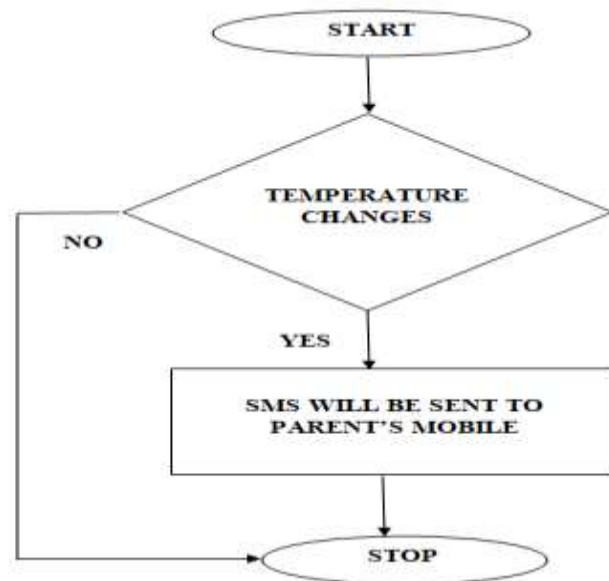 START
TEMPERATURE
CHANGES
NO
YES
SMS WILL BE SENT TO
PARENT'S MOBILE
STOP